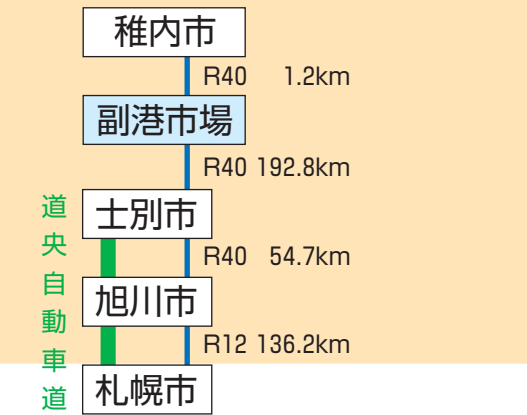 稚内市
R40 1.2km
副港市場
R40 192.8km
士別市
R40 54.7km
旭川市
R12 136.2km
札幌市
道央自動車道